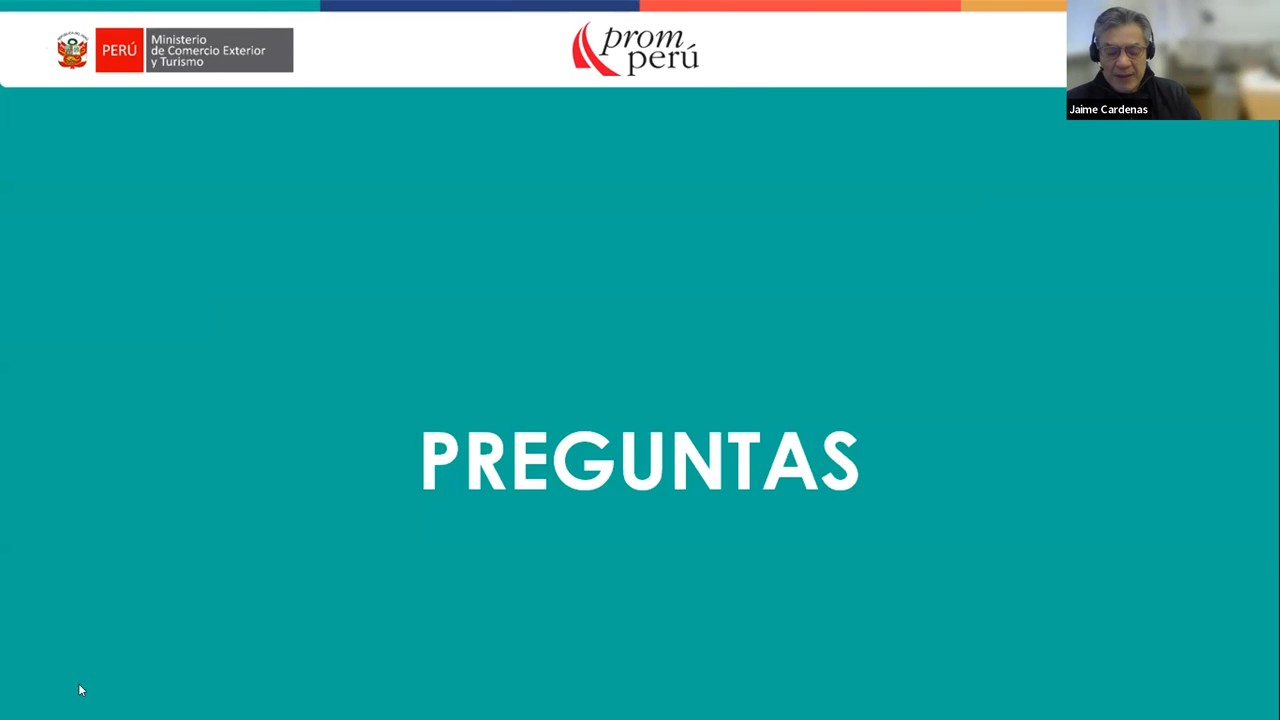 PERÚ
Ministerio
de Comercio Exterior
y Turismo
prom
perú
Jaime Cardenas
PREGUNTAS